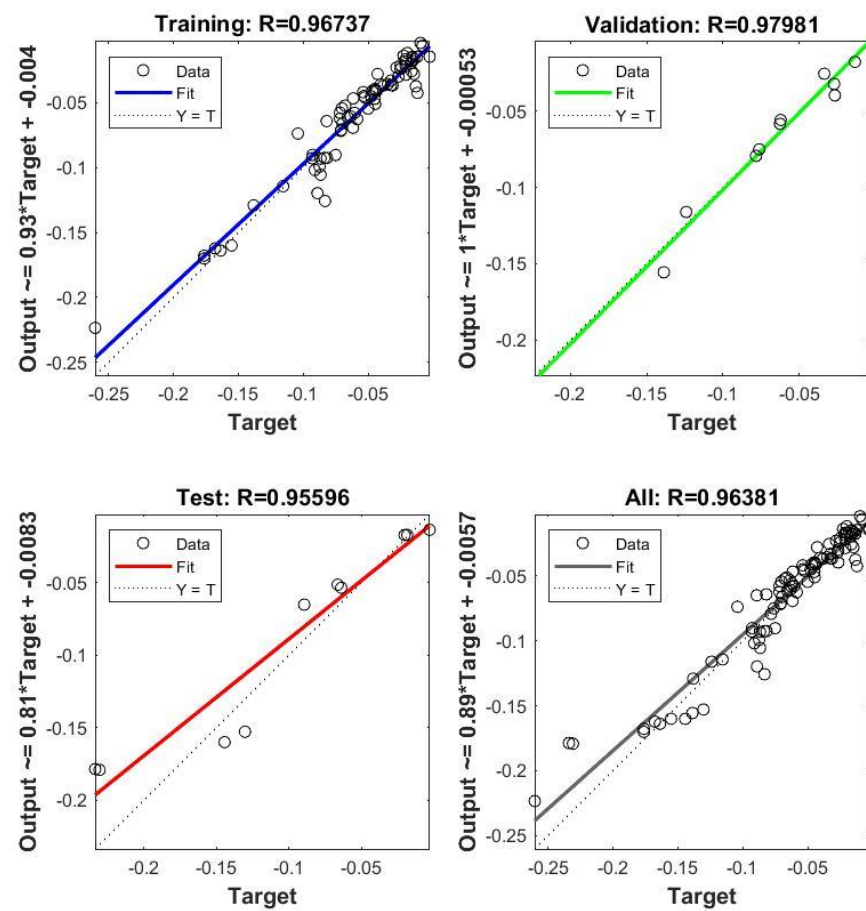 Training: R=0.96737
Output ~= 0.93*Target + -0.004
Data
Fit
Y = T
-0.05
-0.1
-0.15
-0.2
-0.25
-0.25 -0.2 -0.15 -0.1 -0.05
Target
Validation: R=0.97981
Output ~= 1*Target + -0.00053
Data
Fit
Y = T
-0.05
-0.1
-0.15
-0.2
-0.2 -0.15 -0.1 -0.05
Target
Test: R=0.95596
Output ~= 0.81*Target + -0.0083
Data
Fit
Y = T
-0.05
-0.1
-0.15
-0.2
-0.2 -0.15 -0.1 -0.05
Target
All: R=0.96381
Output ~= 0.89*Target + -0.0057
Data
Fit
Y = T
-0.05
-0.1
-0.15
-0.2
-0.25
-0.25 -0.2 -0.15 -0.1 -0.05
Target